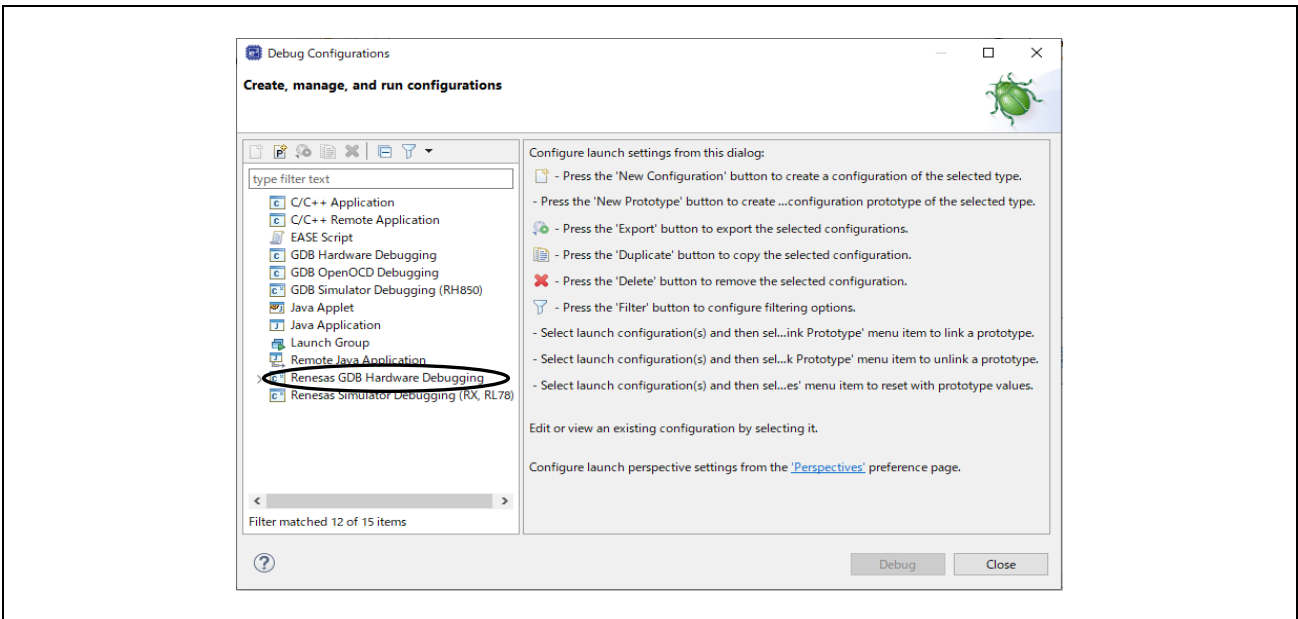 Debug Configurations
Create, manage, and run configurations
type filter text
C/C++ Application
C/C++ Remote Application
EASE Script
GDB Hardware Debugging
GDB OpenOCD Debugging
GDB Simulator Debugging (RH850)
Java Applet
Java Application
Launch Group
Remote Java Application
Renesas GDB Hardware Debugging
Renesas Simulator Debugging (RX, RL78)
Filter matched 12 of 15 items
Configure launch settings from this dialog:
- Press the 'New Configuration' button to create a configuration of the selected type.
- Press the 'New Prototype' button to create ...configuration prototype of the selected type.
- Press the 'Export' button to export the selected configurations.
- Press the 'Duplicate' button to copy the selected configuration.
- Press the 'Delete' button to remove the selected configuration.
- Press the 'Filter' button to configure filtering options.
- Select launch configuration(s) and then sel...ink Prototype' menu item to link a prototype.
- Select launch configuration(s) and then sel...k Prototype' menu item to unlink a prototype.
- Select launch configuration(s) and then sel...es' menu item to reset with prototype values.
Edit or view an existing configuration by selecting it.
Configure launch perspective settings from the 'Perspectives' preference page.
Debug
Close